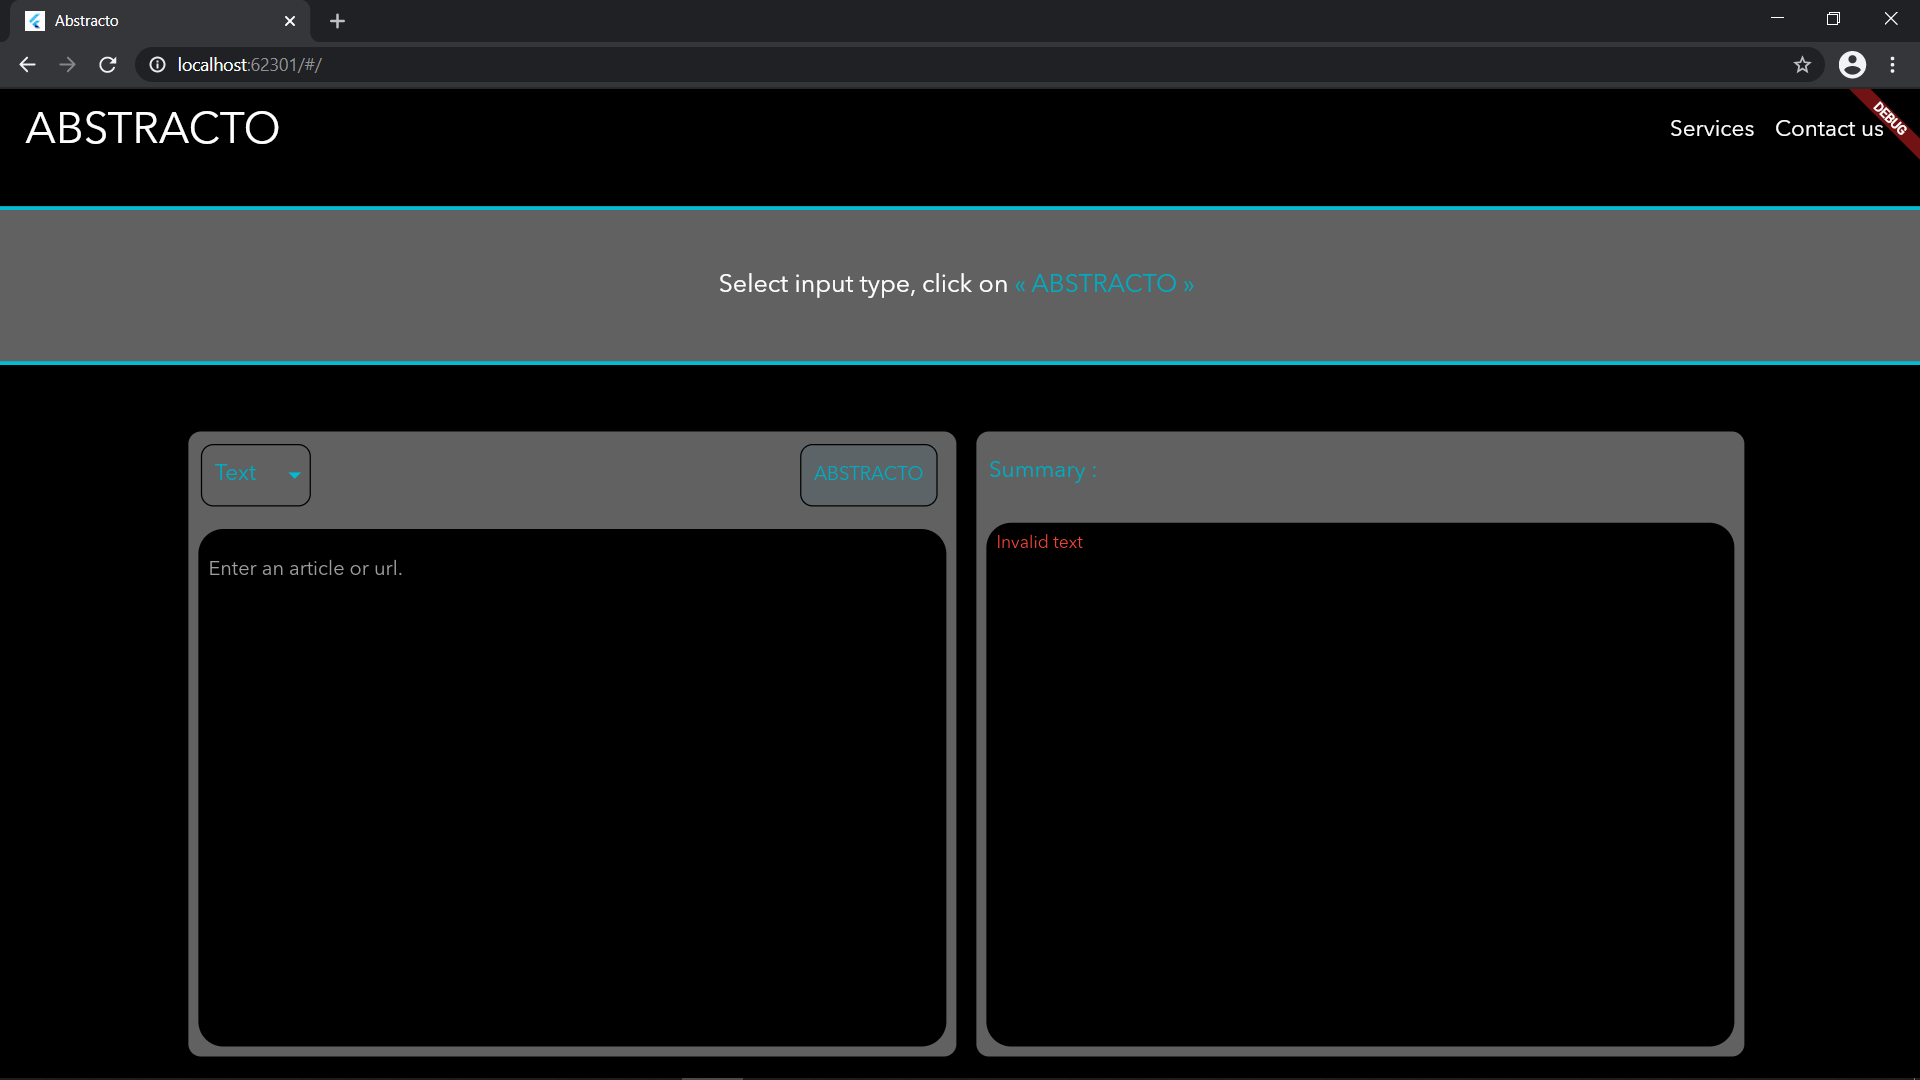 Abstracto
localhost:62301/#/
ABSTRACTO
Services Contact us
DEBUG
Select input type, click on « ABSTRACTO »
Text
ABSTRACTO
Enter an article or url.
Summary :
Invalid text